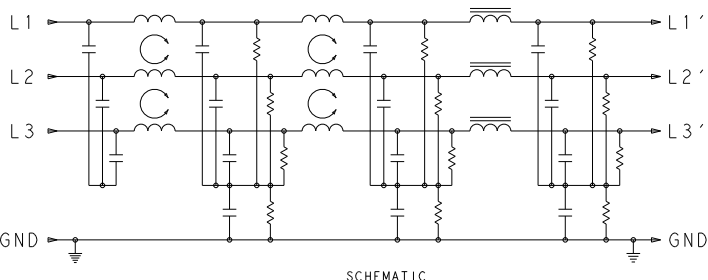 L1 L1′
L2 L2′
L3 L3′
GND GND
SCHEMATIC